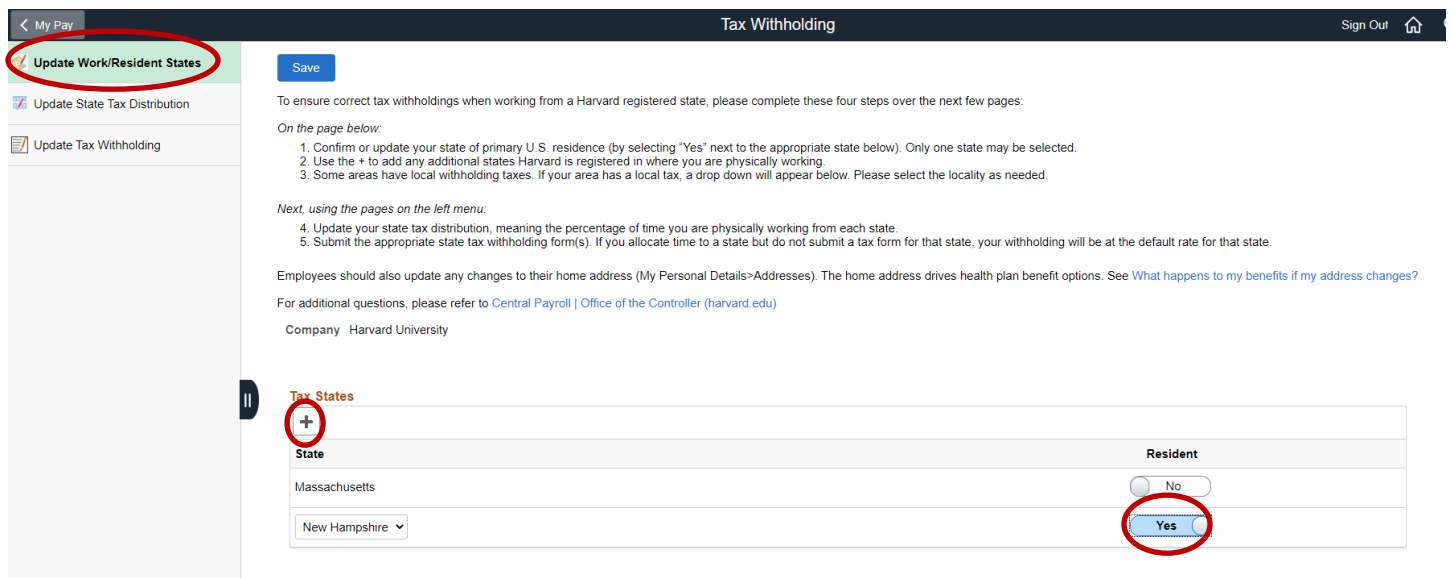 My Pay
Tax Withholding
Sign Out
Update Work/Resident States
Update State Tax Distribution
Update Tax Withholding
Save
To ensure correct tax withholdings when working from a Harvard registered state, please complete these four steps over the next few pages:
On the page below:
1. Confirm or update your state of primary U.S. residence (by selecting “Yes” next to the appropriate state below). Only one state may be selected.
2. Use the + to add any additional states Harvard is registered in where you are physically working.
3. Some areas have local withholding taxes. If your area has a local tax, a drop down will appear below. Please select the locality as needed.
Next, using the pages on the left menu:
4. Update your state tax distribution, meaning the percentage of time you are physically working from each state.
5. Submit the appropriate state tax withholding form(s). If you allocate time to a state but do not submit a tax form for that state, your withholding will be at the default rate for that state.
Employees should also update any changes to their home address (My Personal Details>Addresses). The home address drives health plan benefit options. See What happens to my benefits if my address changes?
For additional questions, please refer to Central Payroll | Office of the Controller (harvard.edu)
Company Harvard University
Tax States
+
State Resident
Massachusetts No
New Hampshire Yes